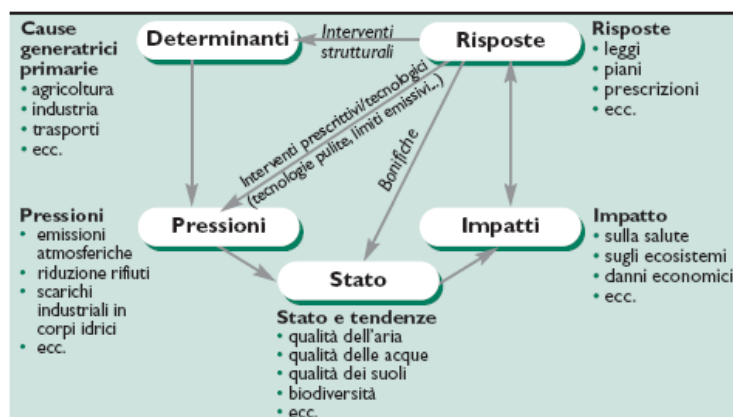 Cause
generatrici
primarie
• agricoltura
• industria
• trasporti
• ecc.
Determinanti
Interventi
strutturali
Risposte
Risposte
• leggi
• piani
• prescrizioni
• ecc.
Interventi prescrittivi/tecnologici
(tecnologie pulite, limiti emissivi...)
Bonifiche
Pressioni
• emissioni
atmosferiche
• riduzione rifiuti
• scarichi
industriali in
corpi idrici
• ecc.
Pressioni
Stato
Impatti
Impatto
• sulla salute
• sugli ecosistemi
• danni economici
• ecc.
Stato e tendenze
• qualità dell'aria
• qualità delle acque
• qualità dei suoli
• biodiversità
• ecc.